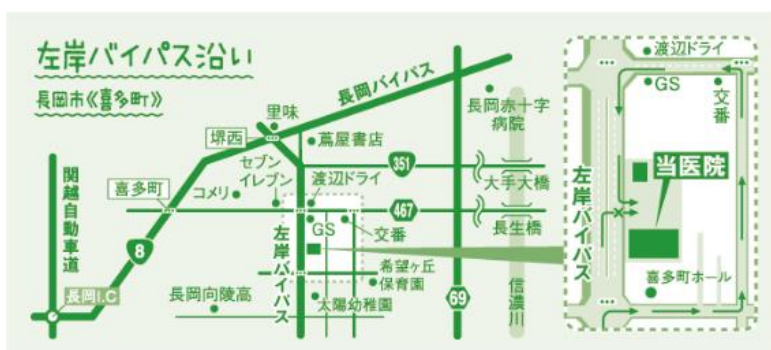 左岸バイパス沿い
長岡市《喜多町》
関越自動車道
長岡I.C
8
喜多町
コメリ
堺西
里味
セブン
イレブン
長岡バイパス
蔦屋書店
渡辺ドライ
351
467
GS
交番
左岸バイパス
長岡向陵高
希望ヶ丘
保育園
太陽幼稚園
69
長岡赤十字
病院
大手大橋
長生橋
信濃川
渡辺ドライ
GS
交番
当医院
左岸バイパス
喜多町ホール